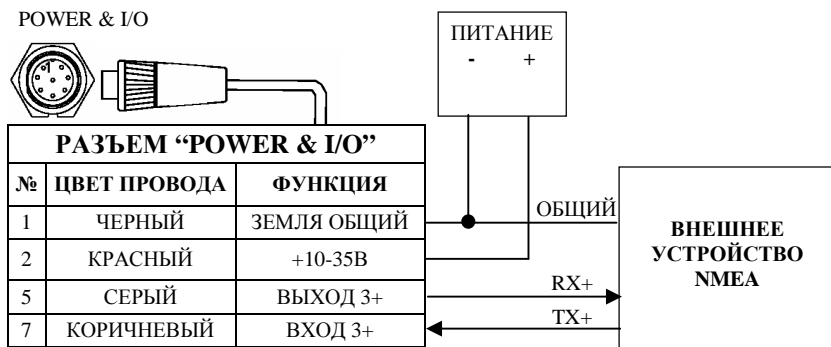 POWER & I/O
ПИТАНИЕ
- +
РАЗЪЕМ “POWER & I/O”
№ ЦВЕТ ПРОВОДА ФУНКЦИЯ
1 ЧЕРНЫЙ ЗЕМЛЯ ОБЩИЙ
2 КРАСНЫЙ +10-35В
5 СЕРЫЙ ВЫХОД 3+
7 КОРИЧНЕВЫЙ ВХОД 3+
ОБЩИЙ
RX+
TX+
ВНЕШНЕЕ
УСТРОЙСТВО
NMEA